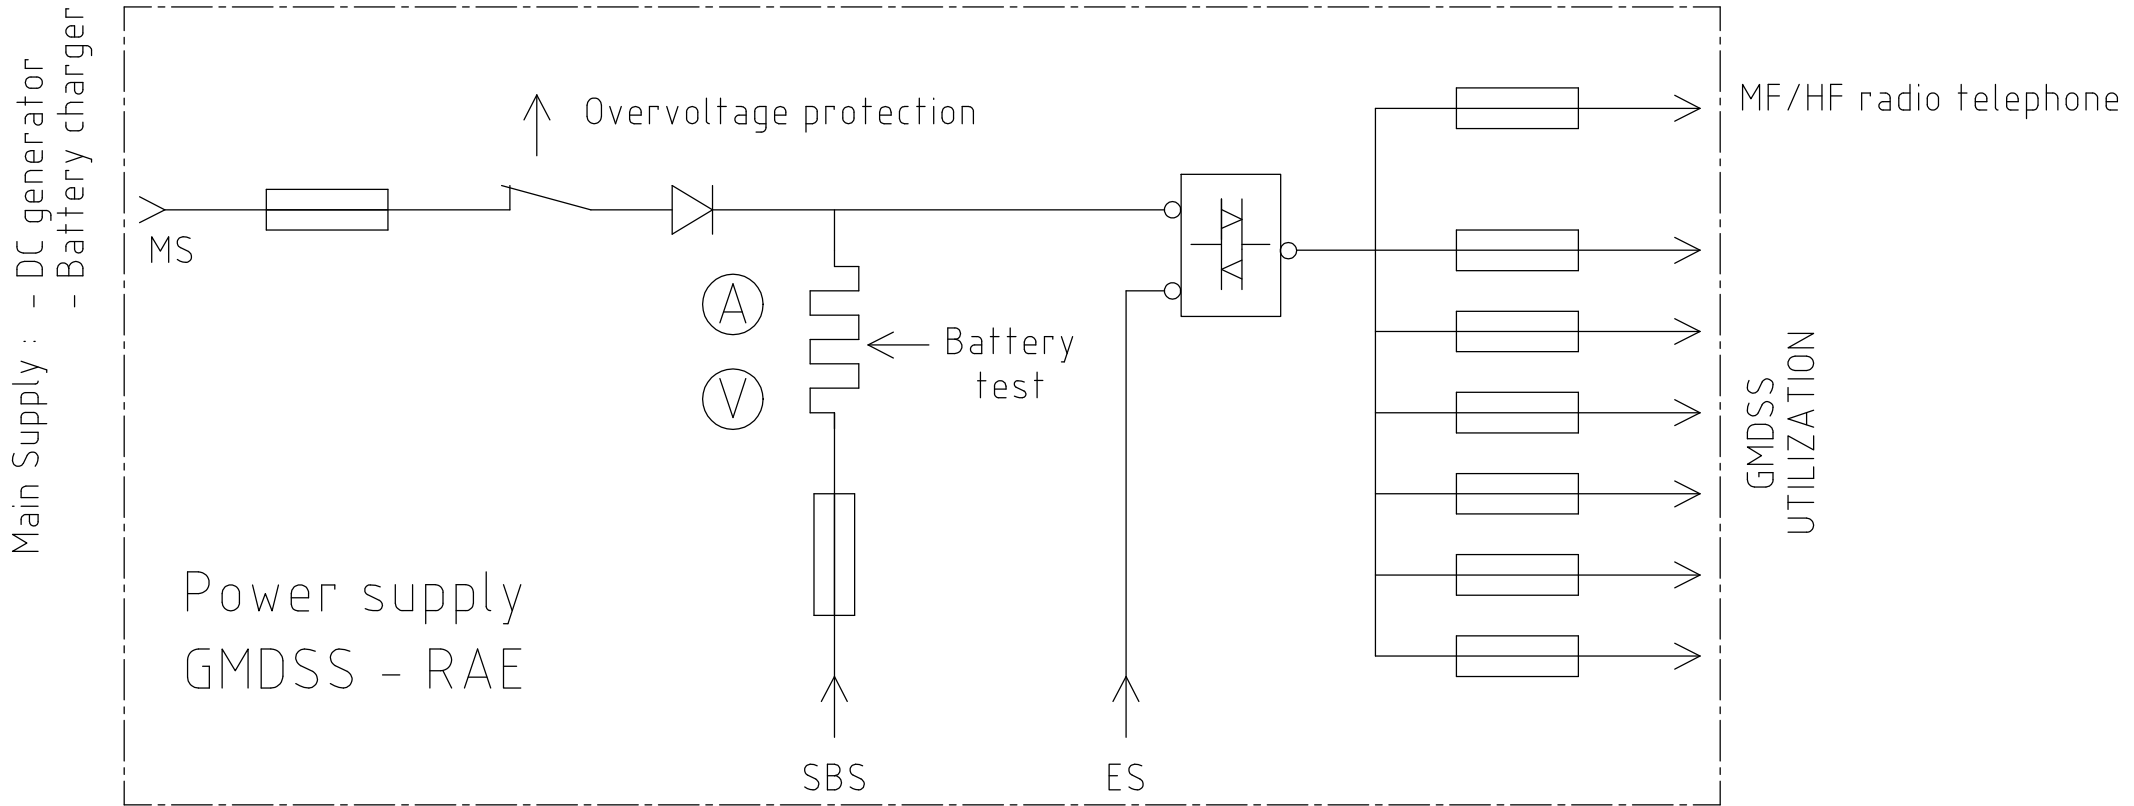 Main Supply : - DC generator
- Battery charger
Overvoltage protection
MF/HF radio telephone
MS
A
V
Battery
test
GMDSS
UTILIZATION
Power supply
GMDSS - RAE
SBS
ES